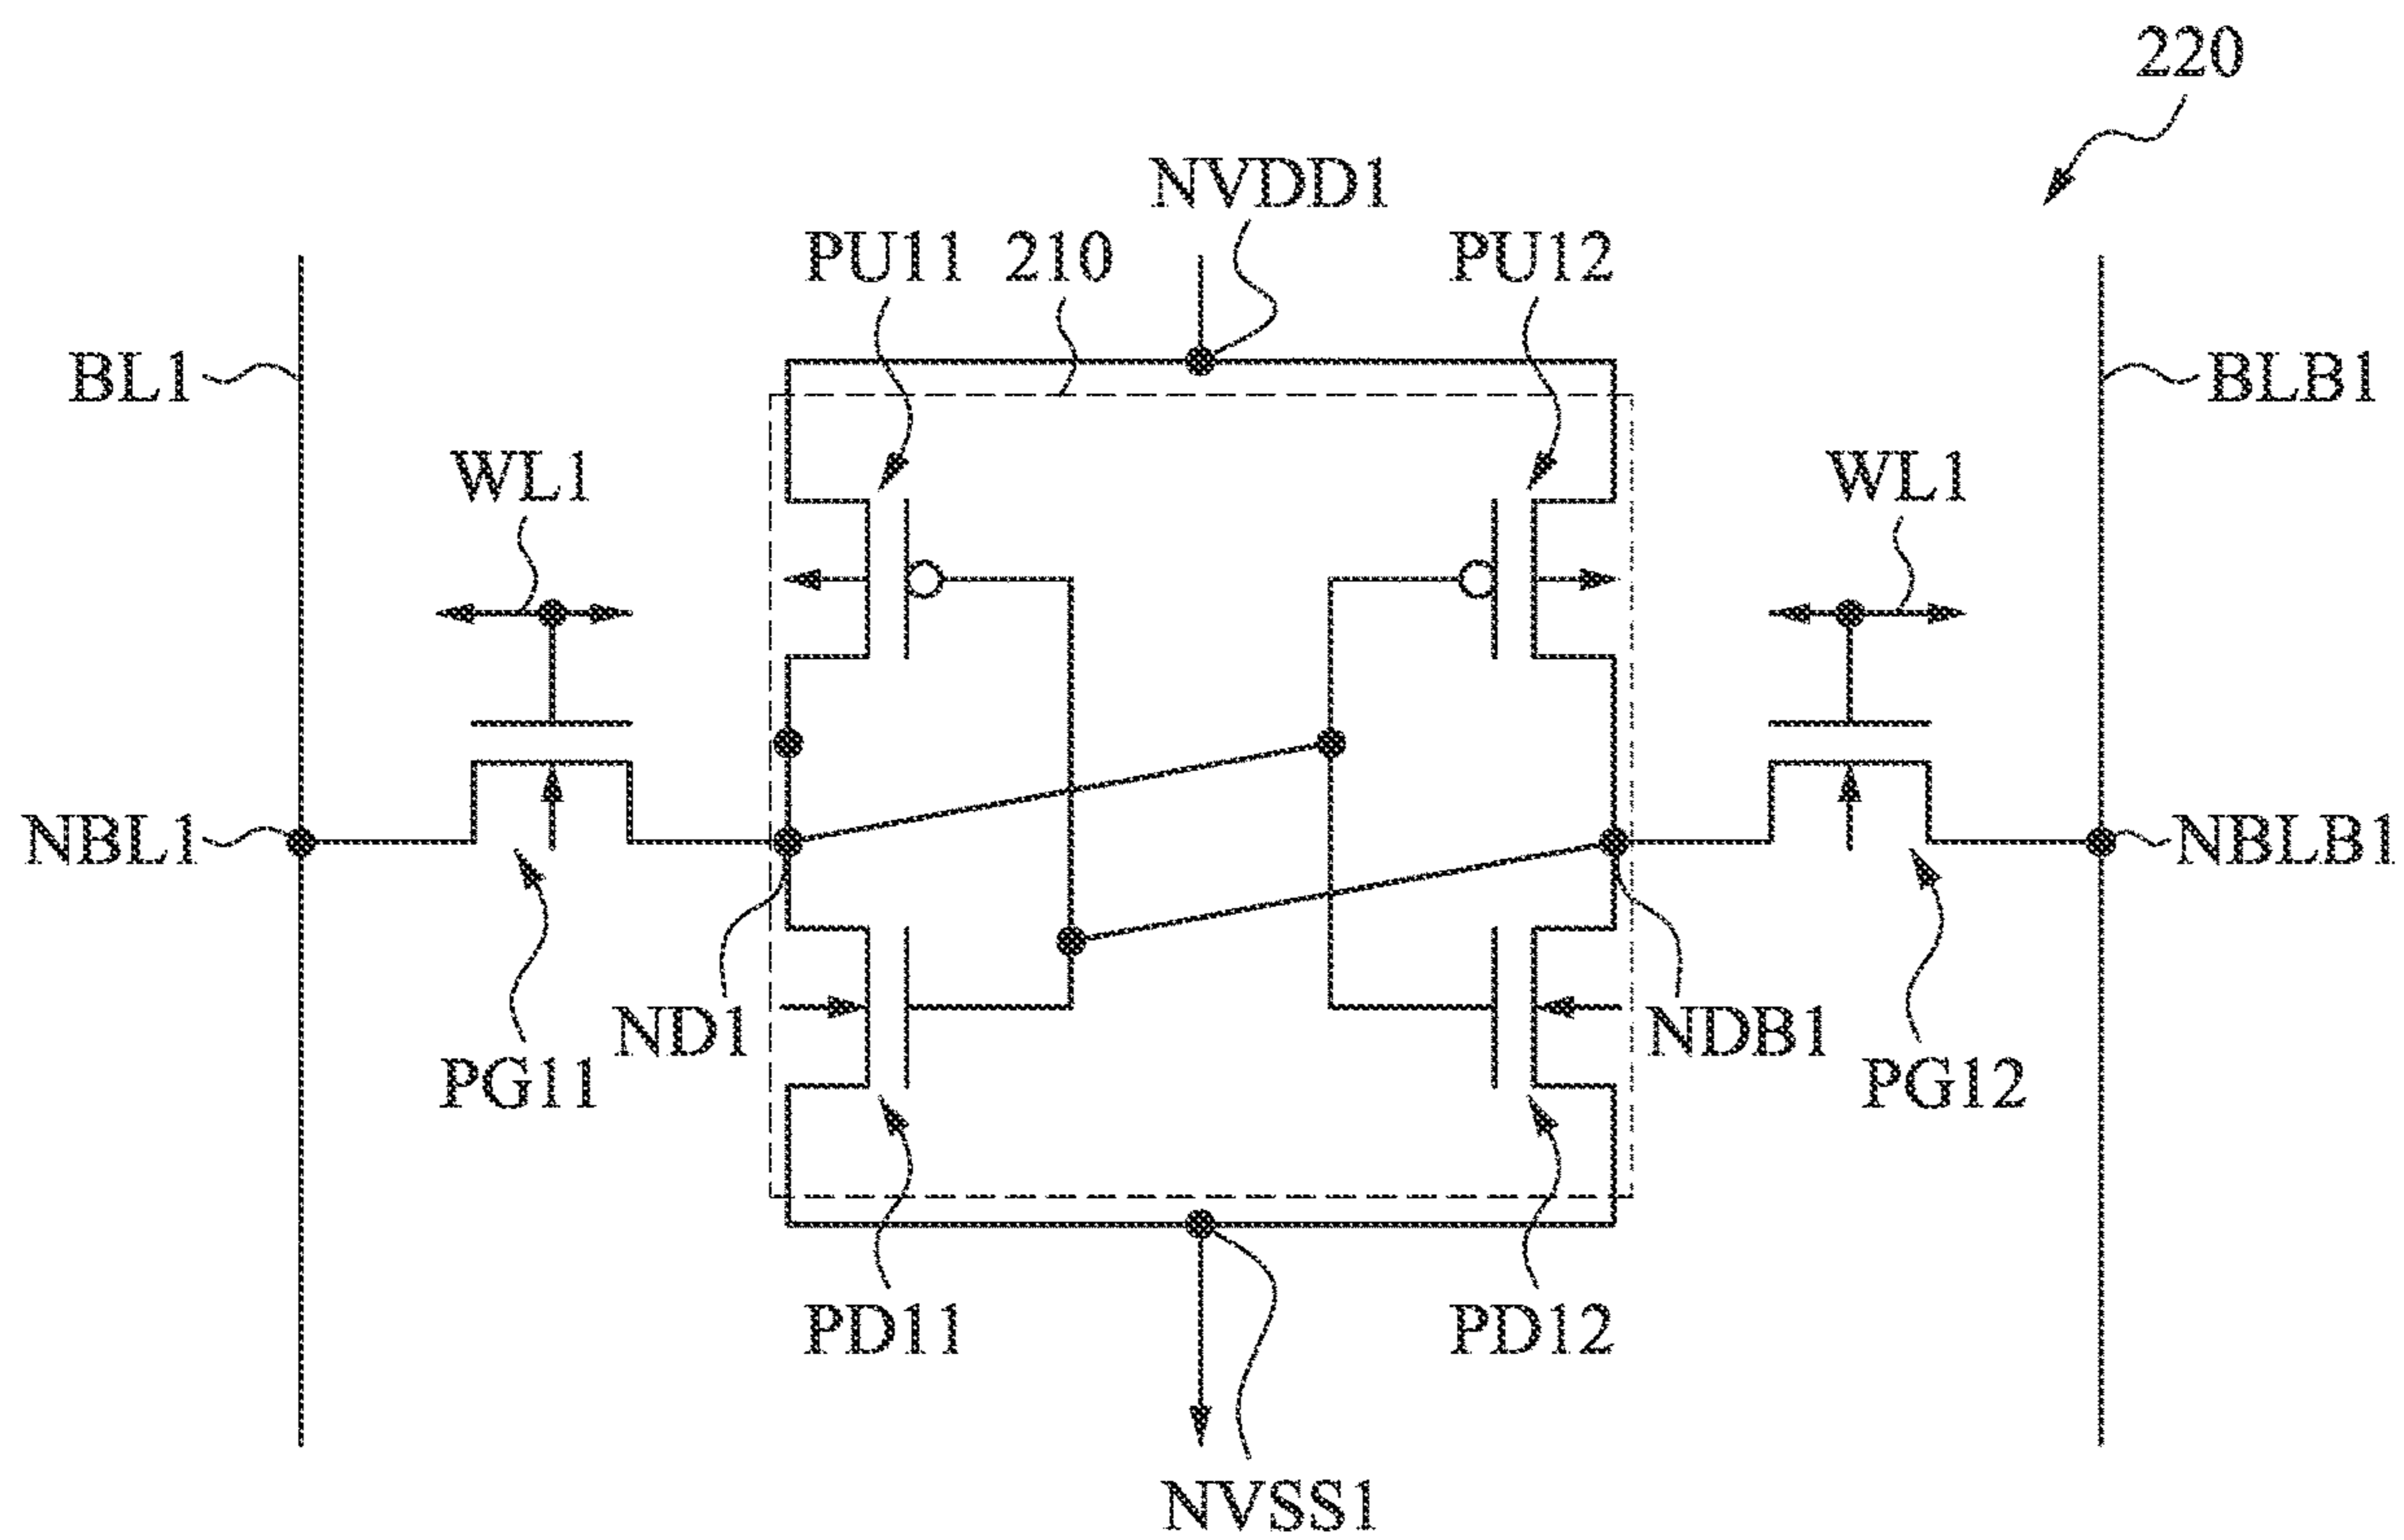 220
NVDD1
PU11 210 PU12
BL1 BLB1
WL1 WL1
NBL1 NBLB1
ND1 NDB1
PG11 PG12
PD11 PD12
NVSS1